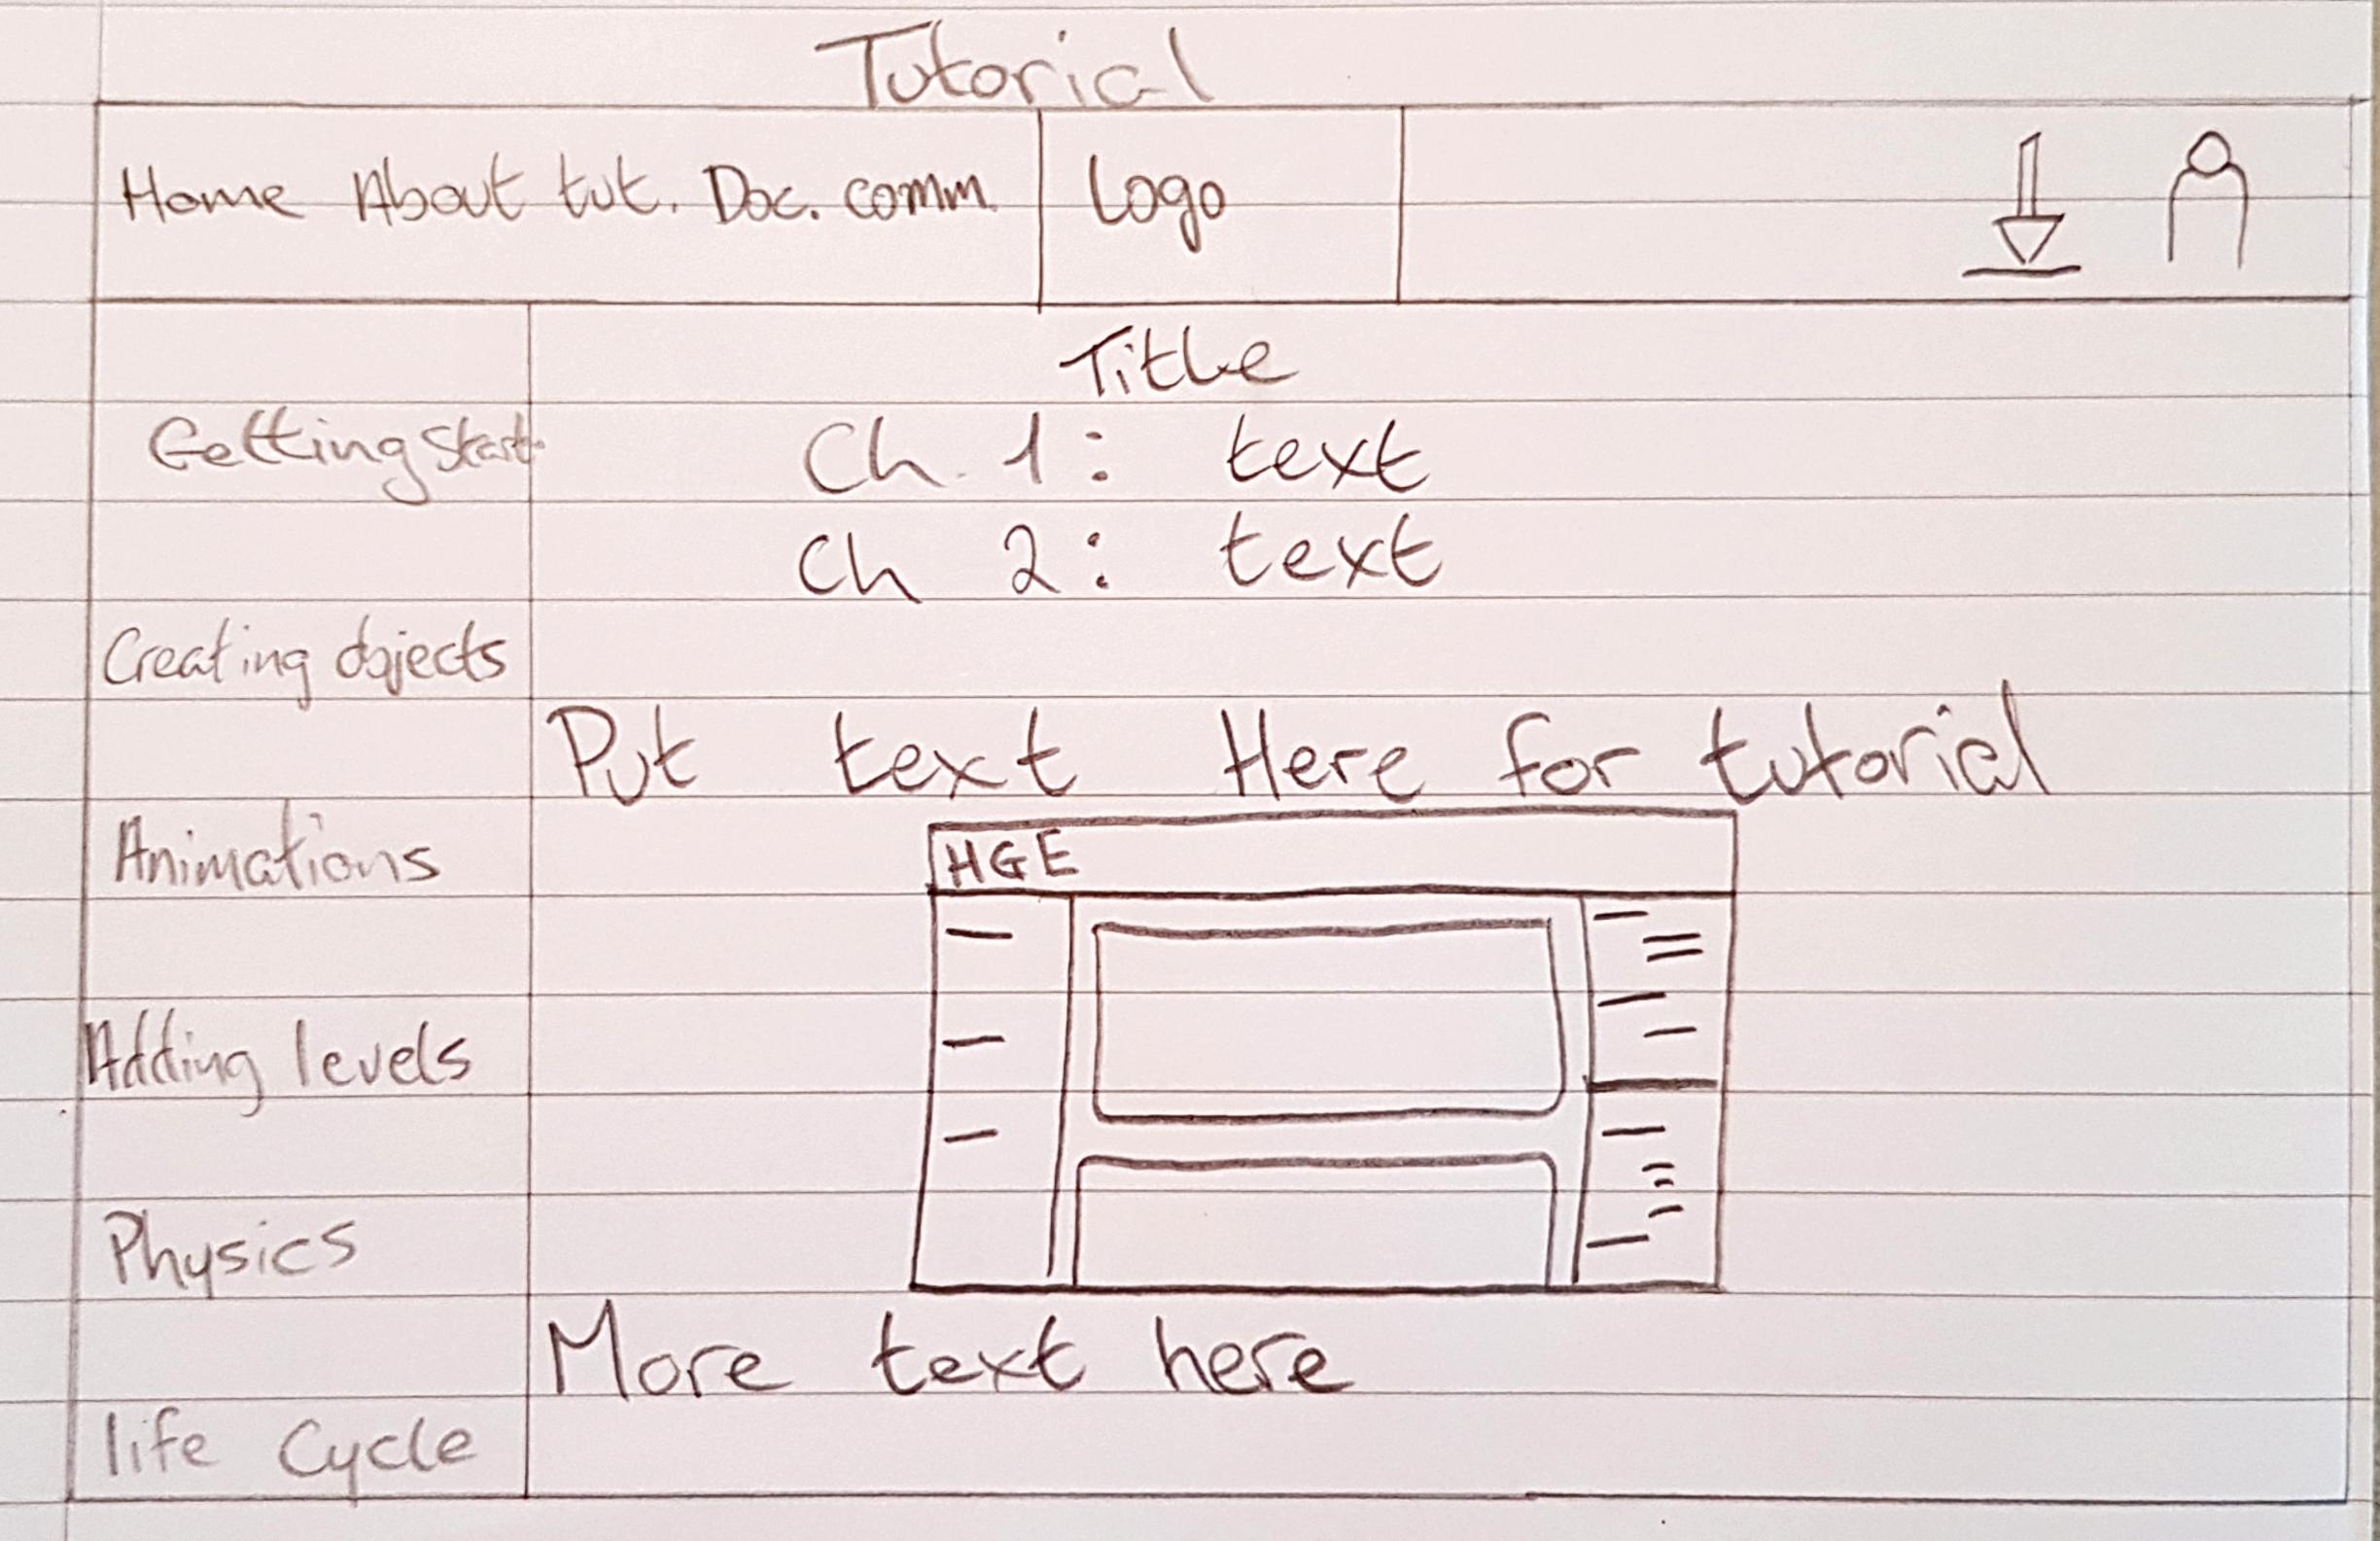 Tutorial
Home About tut. Doc. comm. Logo
Title
Getting Start.
Ch. 1: text
Ch 2: text
Creating objects
Put text Here for tutorial
Animations
HGE
Adding levels
Physics
More text here
life Cycle